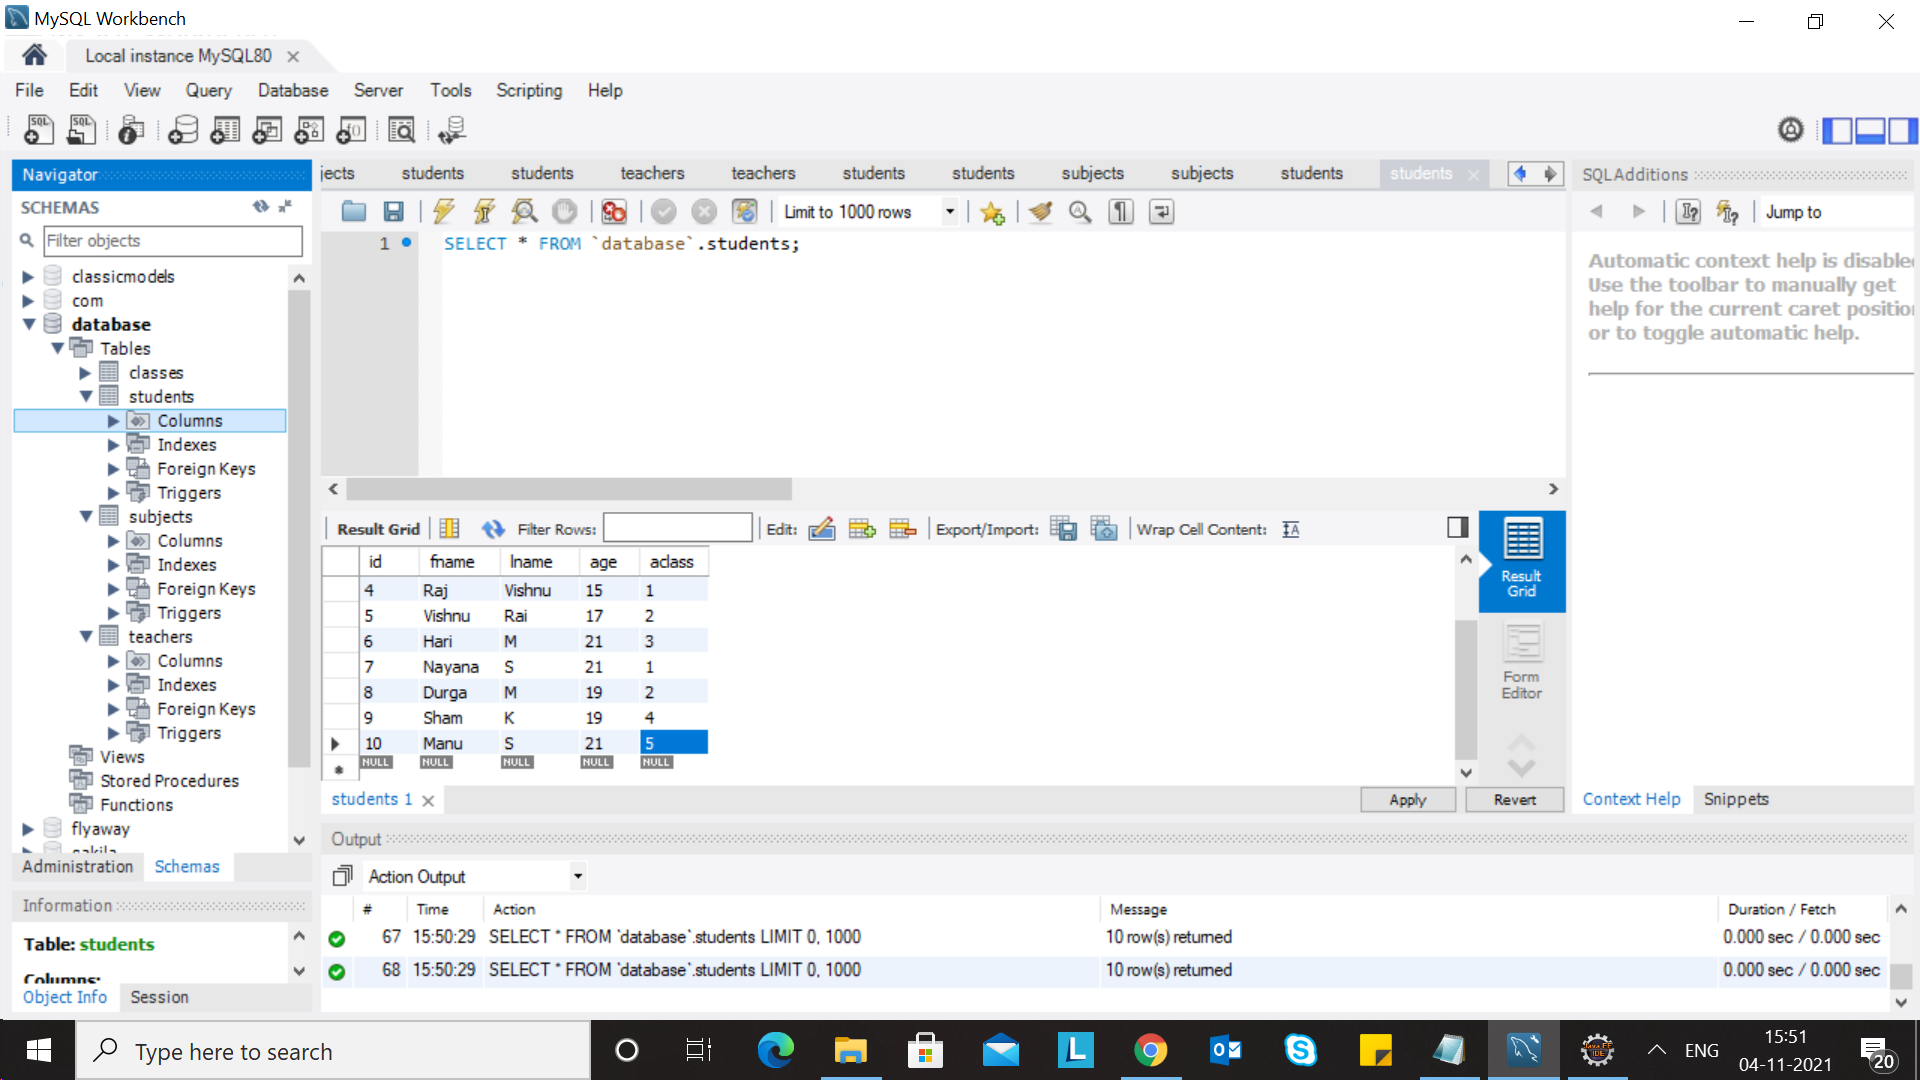 MySQL Workbench
Local instance MySQL80
File Edit View Query Database Server Tools Scripting Help
Navigator
SCHEMAS
Filter objects
classicmodels
com
database
Tables
classes
students
Columns
Indexes
Foreign Keys
Triggers
subjects
Columns
Indexes
Foreign Keys
Triggers
teachers
Columns
Indexes
Foreign Keys
Triggers
Views
Stored Procedures
Functions
flyaway
Administration Schemas
Information
Table: students
Columns:
Object Info Session
jects students students teachers teachers students students subjects subjects students students
Limit to 1000 rows
1 SELECT * FROM `database`.students;
Result Grid Filter Rows: Edit: Export/Import: Wrap Cell Content:
id fname lname age aclass
4 Raj Vishnu 15 1
5 Vishnu Rai 17 2
6 Hari M 21 3
7 Nayana S 21 1
8 Durga M 19 2
9 Sham K 19 4
10 Manu S 21 5
NULL NULL NULL NULL NULL
Result
Grid
Form
Editor
students 1
Apply Revert
SQLAdditions
Jump to
Automatic context help is disable
Use the toolbar to manually get
help for the current caret positio
or to toggle automatic help.
Context Help Snippets
Output
Action Output
# Time Action Message Duration / Fetch
67 15:50:29 SELECT * FROM `database`.students LIMIT 0, 1000 10 row(s) returned 0.000 sec / 0.000 sec
68 15:50:29 SELECT * FROM `database`.students LIMIT 0, 1000 10 row(s) returned 0.000 sec / 0.000 sec
Type here to search
ENG
15:51
04-11-2021
20